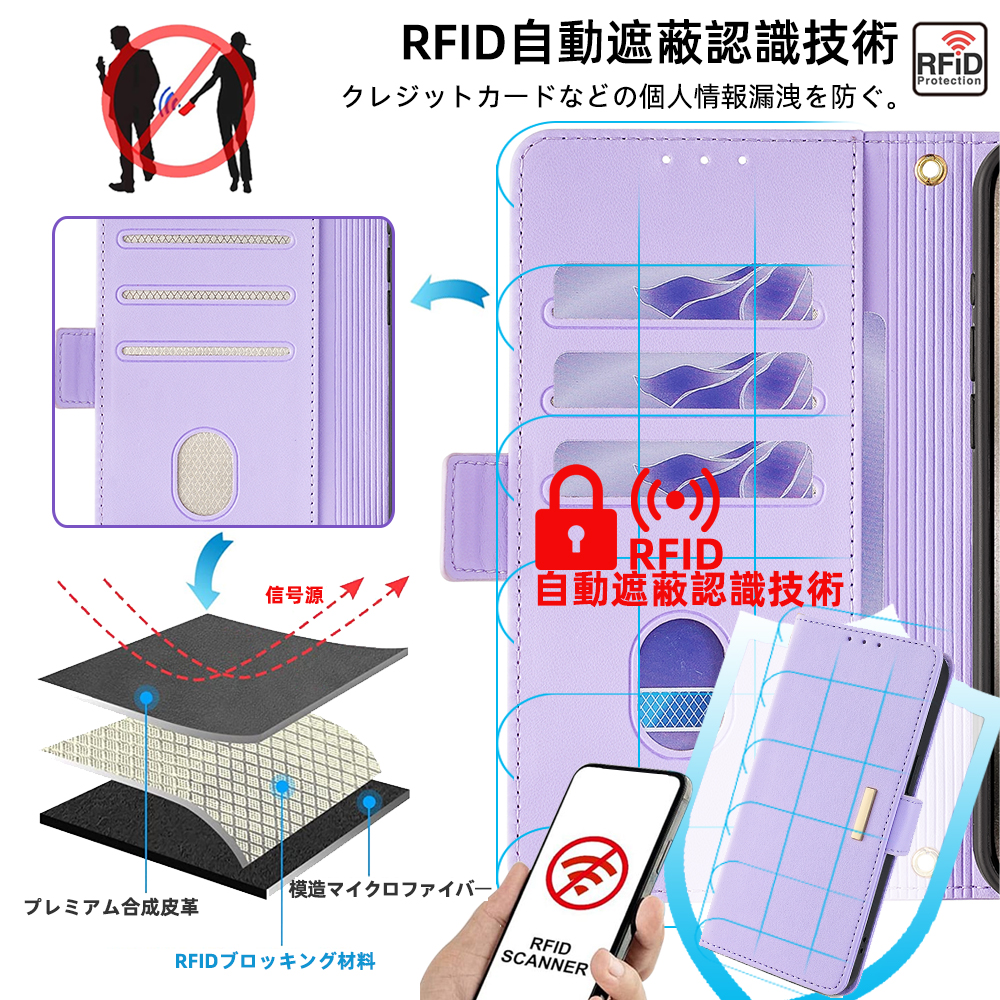 RFID自動遮蔽認識技術
RFiD
Protection
クレジットカードなどの個人情報漏洩を防ぐ。
RFID
自動遮蔽認識技術
信号源
プレミアム合成皮革
模造マイクロファイバー
RFIDブロッキング材料
RFID
SCANNER